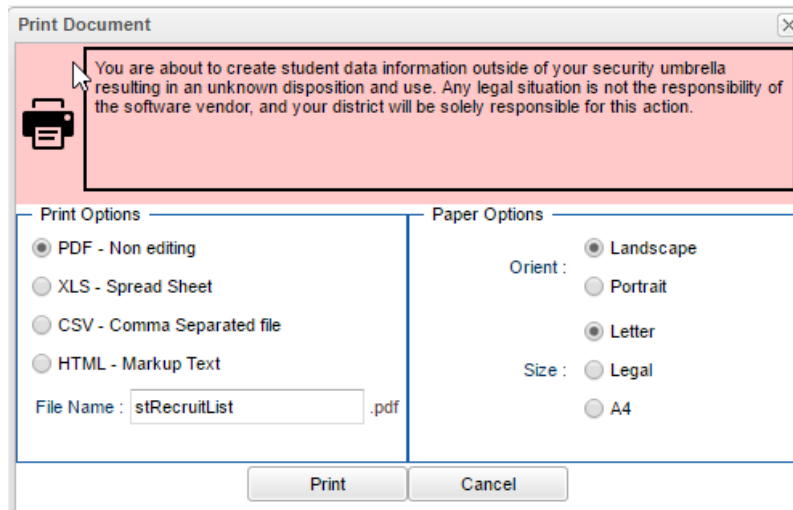 Print Document
You are about to create student data information outside of your security umbrella
resulting in an unknown disposition and use. Any legal situation is not the responsibility of
the software vendor, and your district will be solely responsible for this action.
Print Options
PDF - Non editing
XLS - Spread Sheet
CSV - Comma Separated file
HTML - Markup Text
File Name : stRecruitList .pdf
Paper Options
Orient :
Landscape
Portrait
Size :
Letter
Legal
A4
Print
Cancel